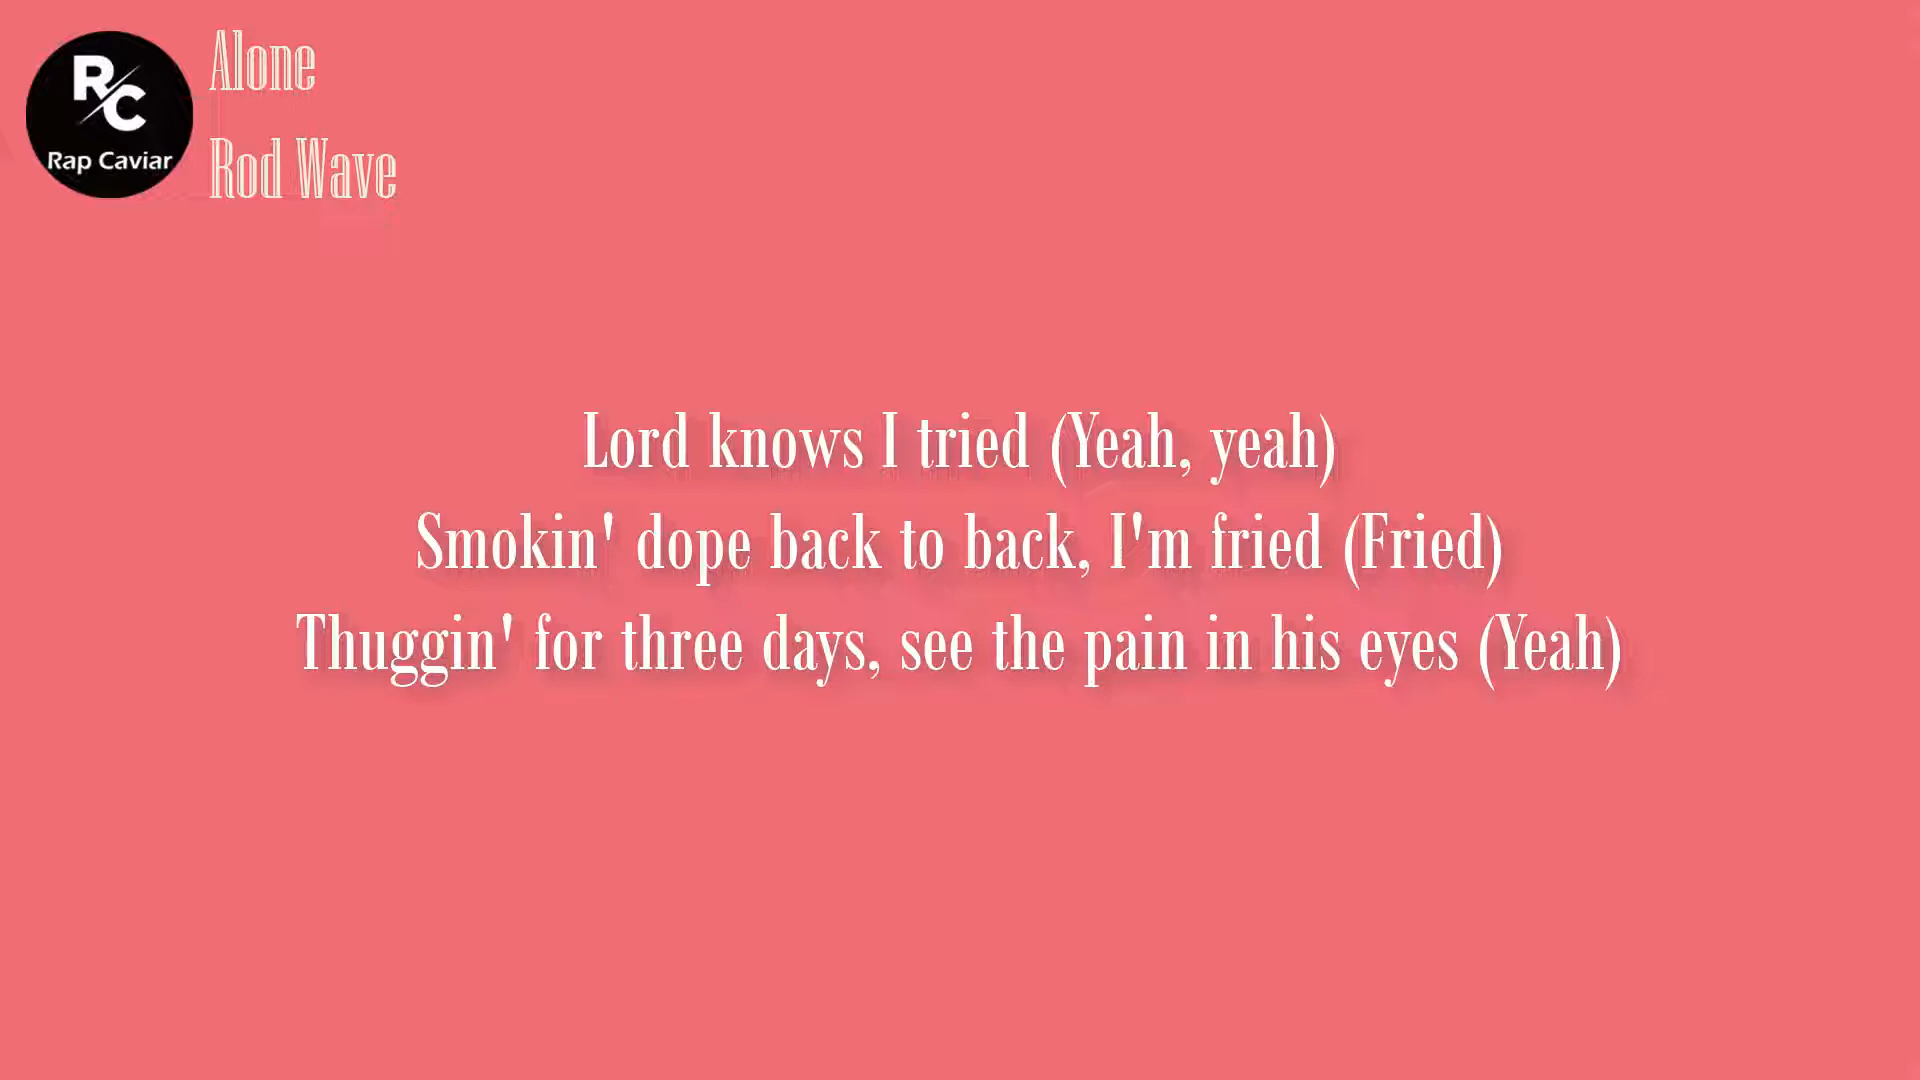 R/C
Rap Caviar
Alone
Rod Wave
Lord knows I tried (Yeah, yeah)
Smokin' dope back to back, I'm fried (Fried)
Thuggin' for three days, see the pain in his eyes (Yeah)